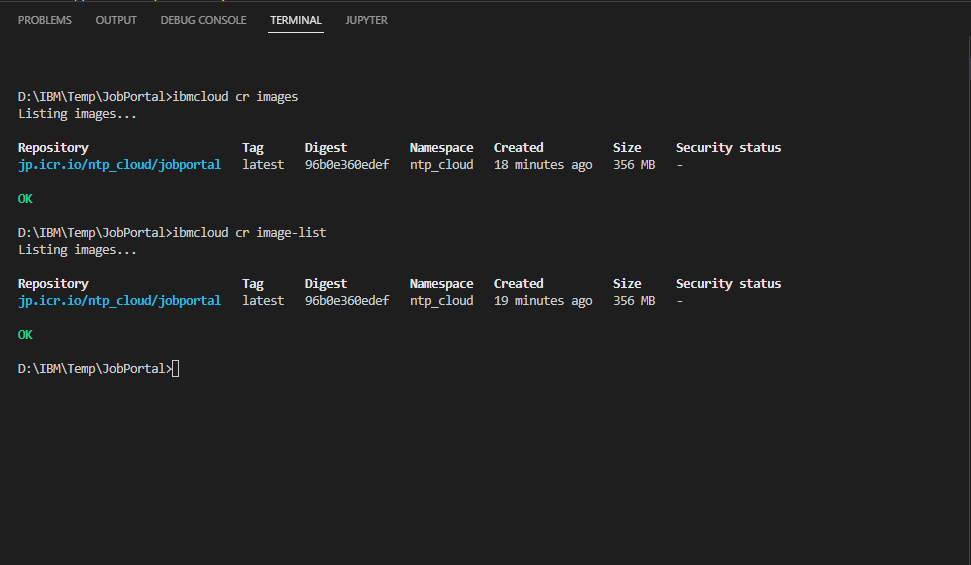 PROBLEMS OUTPUT DEBUG CONSOLE TERMINAL JUPYTER
D:\IBM\Temp\JobPortal>ibmcloud cr images
Listing images...
Repository Tag Digest Namespace Created Size Security status
jp.icr.io/ntp_cloud/jobportal latest 96b0e360edef ntp_cloud 18 minutes ago 356 MB -
OK
D:\IBM\Temp\JobPortal>ibmcloud cr image-list
Listing images...
Repository Tag Digest Namespace Created Size Security status
jp.icr.io/ntp_cloud/jobportal latest 96b0e360edef ntp_cloud 19 minutes ago 356 MB -
OK
D:\IBM\Temp\JobPortal>